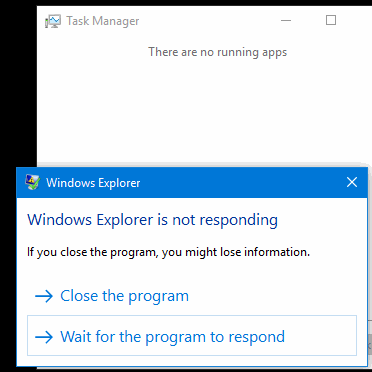 Task Manager
There are no running apps
Windows Explorer
Windows Explorer is not responding
If you close the program, you might lose information.
Close the program
Wait for the program to respond